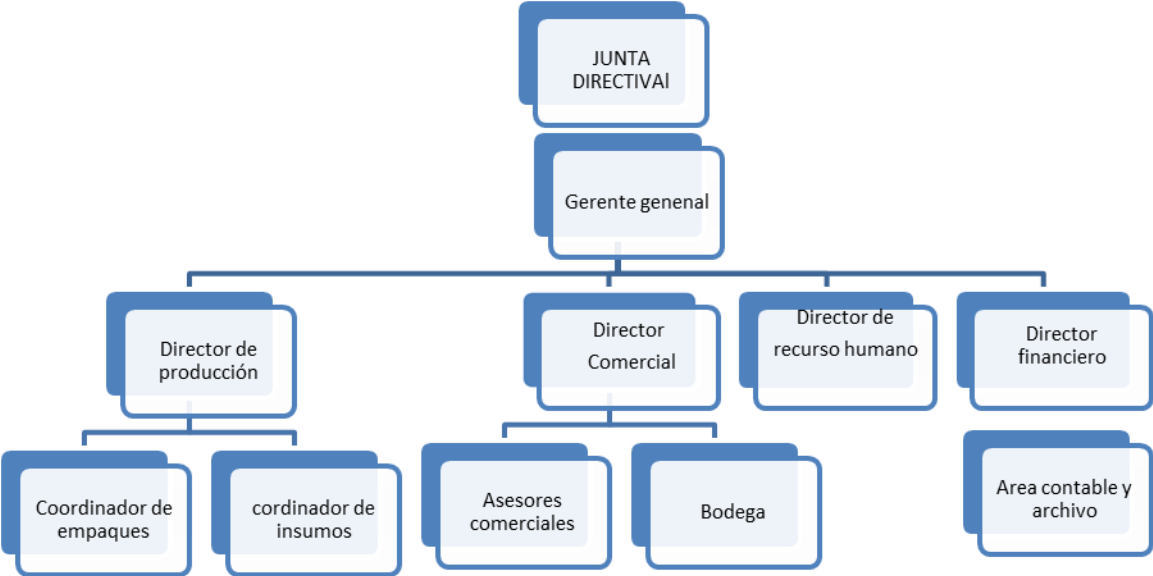 JUNTA
DIRECTIVAl
Gerente genenal
Director de
producción
Director
Comercial
Director de
recurso humano
Director
financiero
Coordinador de
empaques
cordinador de
insumos
Asesores
comerciales
Bodega
Area contable y
archivo